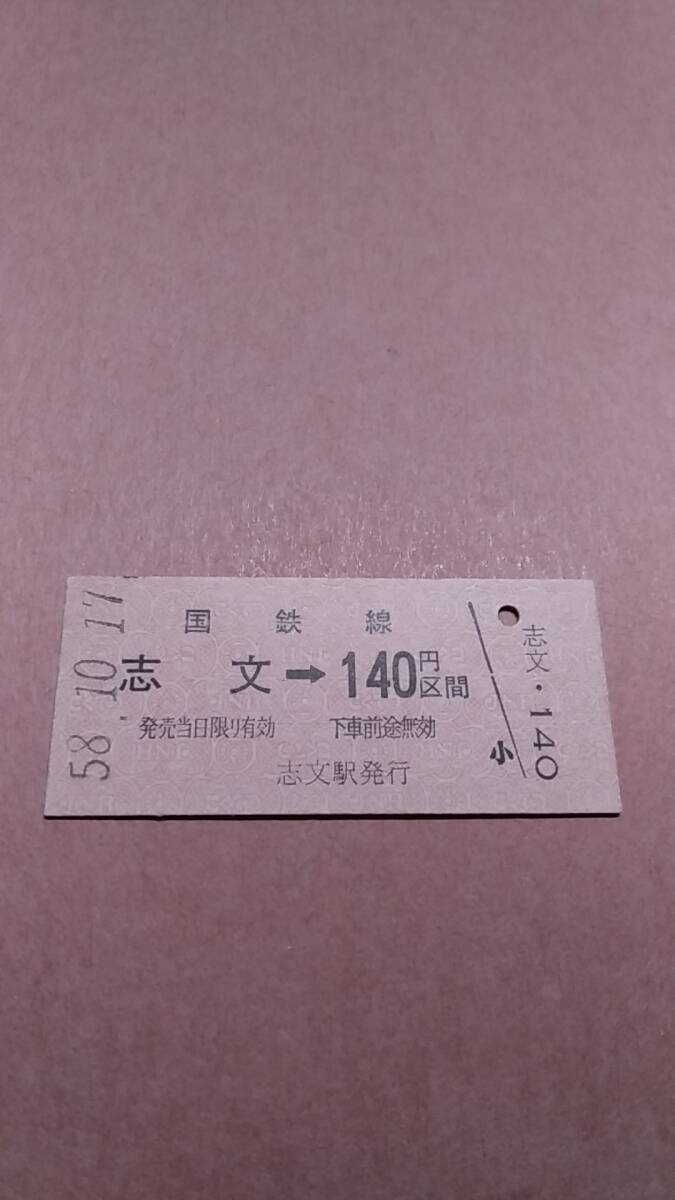 58.10.17
国鉄線
志文➡140円区間
発売当日限り有効 下車前途無効
志文駅発行
小
志文・140